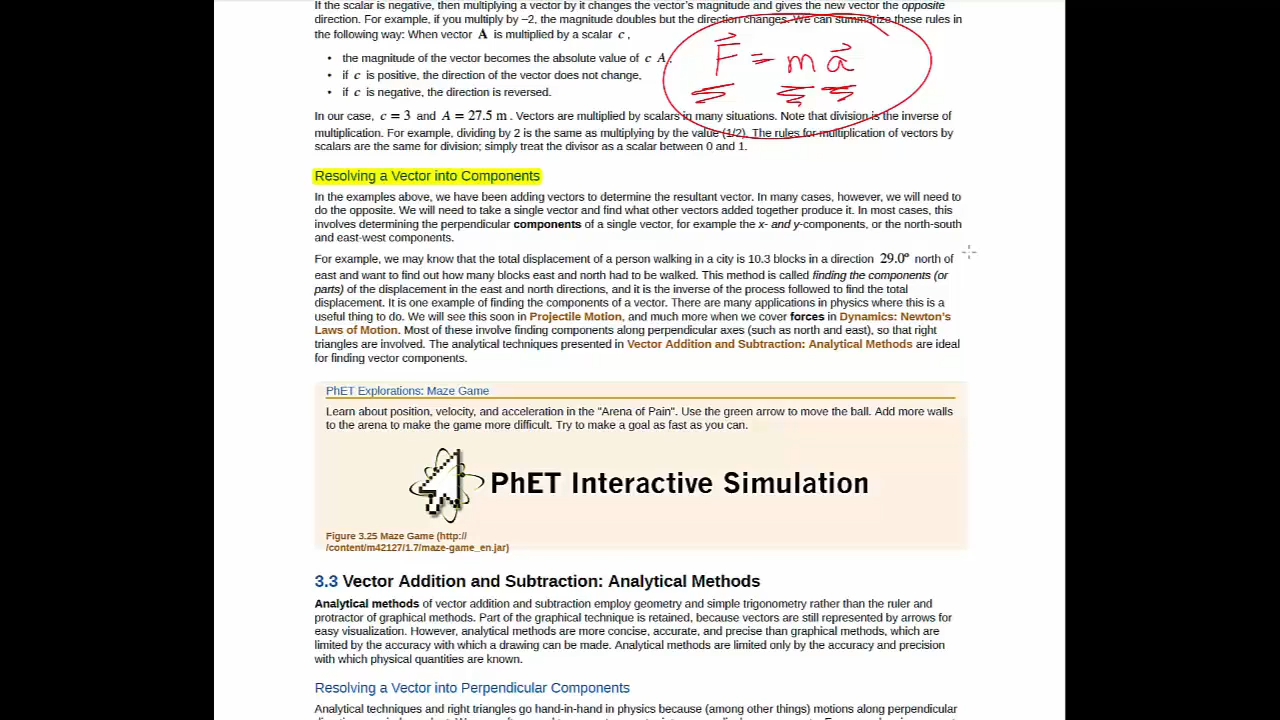 If the scalar is negative, then multiplying a vector by it changes the vector's magnitude and gives the new vector the opposite
direction. For example, if you multiply by –2, the magnitude doubles but the direction changes. We can summarize these rules in
the following way: When vector A is multiplied by a scalar c ,
• the magnitude of the vector becomes the absolute value of c A ,
• if c is positive, the direction of the vector does not change,
• if c is negative, the direction is reversed.
F⃗ = m a⃗
In our case, c = 3 and A = 27.5 m . Vectors are multiplied by scalars in many situations. Note that division is the inverse of
multiplication. For example, dividing by 2 is the same as multiplying by the value (1/2). The rules for multiplication of vectors by
scalars are the same for division; simply treat the divisor as a scalar between 0 and 1.
Resolving a Vector into Components
In the examples above, we have been adding vectors to determine the resultant vector. In many cases, however, we will need to
do the opposite. We will need to take a single vector and find what other vectors added together produce it. In most cases, this
involves determining the perpendicular components of a single vector, for example the x- and y-components, or the north-south
and east-west components.
For example, we may know that the total displacement of a person walking in a city is 10.3 blocks in a direction 29.0º north of
east and want to find out how many blocks east and north had to be walked. This method is called finding the components (or
parts) of the displacement in the east and north directions, and it is the inverse of the process followed to find the total
displacement. It is one example of finding the components of a vector. There are many applications in physics where this is a
useful thing to do. We will see this soon in Projectile Motion, and much more when we cover forces in Dynamics: Newton's
Laws of Motion. Most of these involve finding components along perpendicular axes (such as north and east), so that right
triangles are involved. The analytical techniques presented in Vector Addition and Subtraction: Analytical Methods are ideal
for finding vector components.
PhET Explorations: Maze Game
Learn about position, velocity, and acceleration in the "Arena of Pain". Use the green arrow to move the ball. Add more walls
to the arena to make the game more difficult. Try to make a goal as fast as you can.
PhET Interactive Simulation
Figure 3.25 Maze Game (http://
/content/m42127/1.7/maze-game_en.jar)
3.3 Vector Addition and Subtraction: Analytical Methods
Analytical methods of vector addition and subtraction employ geometry and simple trigonometry rather than the ruler and
protractor of graphical methods. Part of the graphical technique is retained, because vectors are still represented by arrows for
easy visualization. However, analytical methods are more concise, accurate, and precise than graphical methods, which are
limited by the accuracy with which a drawing can be made. Analytical methods are limited only by the accuracy and precision
with which physical quantities are known.
Resolving a Vector into Perpendicular Components
Analytical techniques and right triangles go hand-in-hand in physics because (among other things) motions along perpendicular